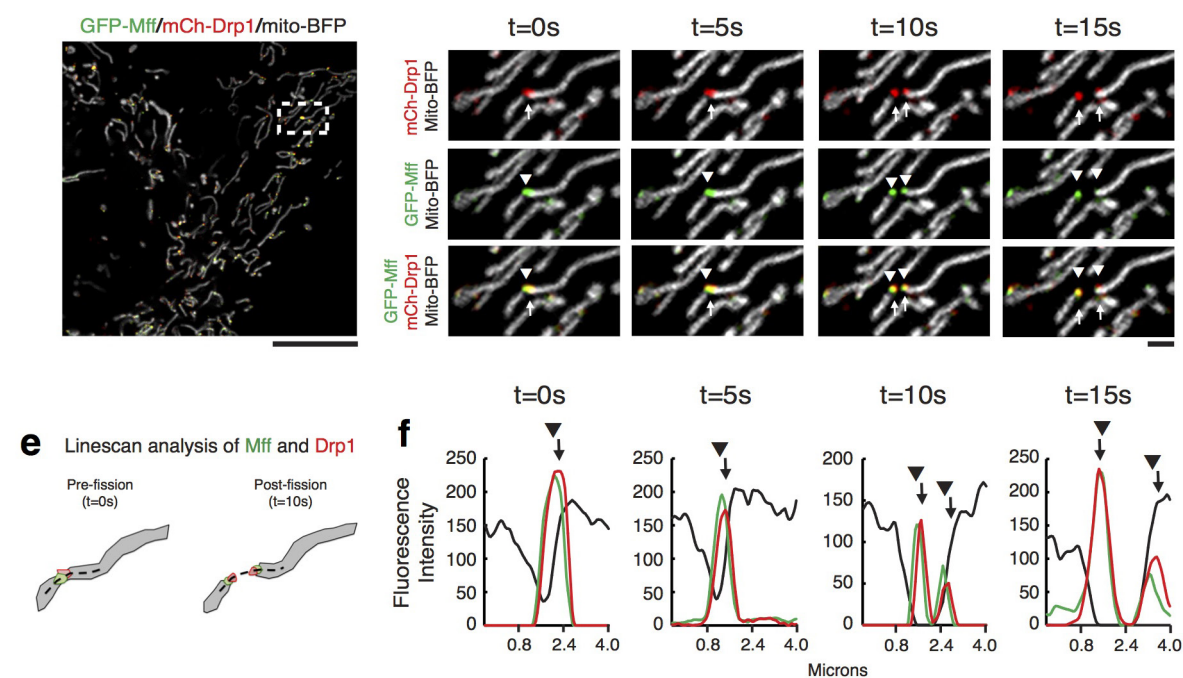 GFP-Mff/mCh-Drp1/mito-BFP
t=0s t=5s t=10s t=15s
mCh-Drp1
Mito-BFP
GFP-Mff
Mito-BFP
GFP-Mff
mCh-Drp1
Mito-BFP
e Linescan analysis of Mff and Drp1
Pre-fission
(t=0s)
Post-fission
(t=10s)
f
t=0s t=5s t=10s t=15s
Fluorescence
Intensity
250
200
150
100
50
0
0.8 2.4 4.0
250
200
150
100
50
0
0.8 2.4 4.0
200
150
100
50
0
0.8 2.4 4.0
250
200
150
100
50
0
0.8 2.4 4.0
Microns